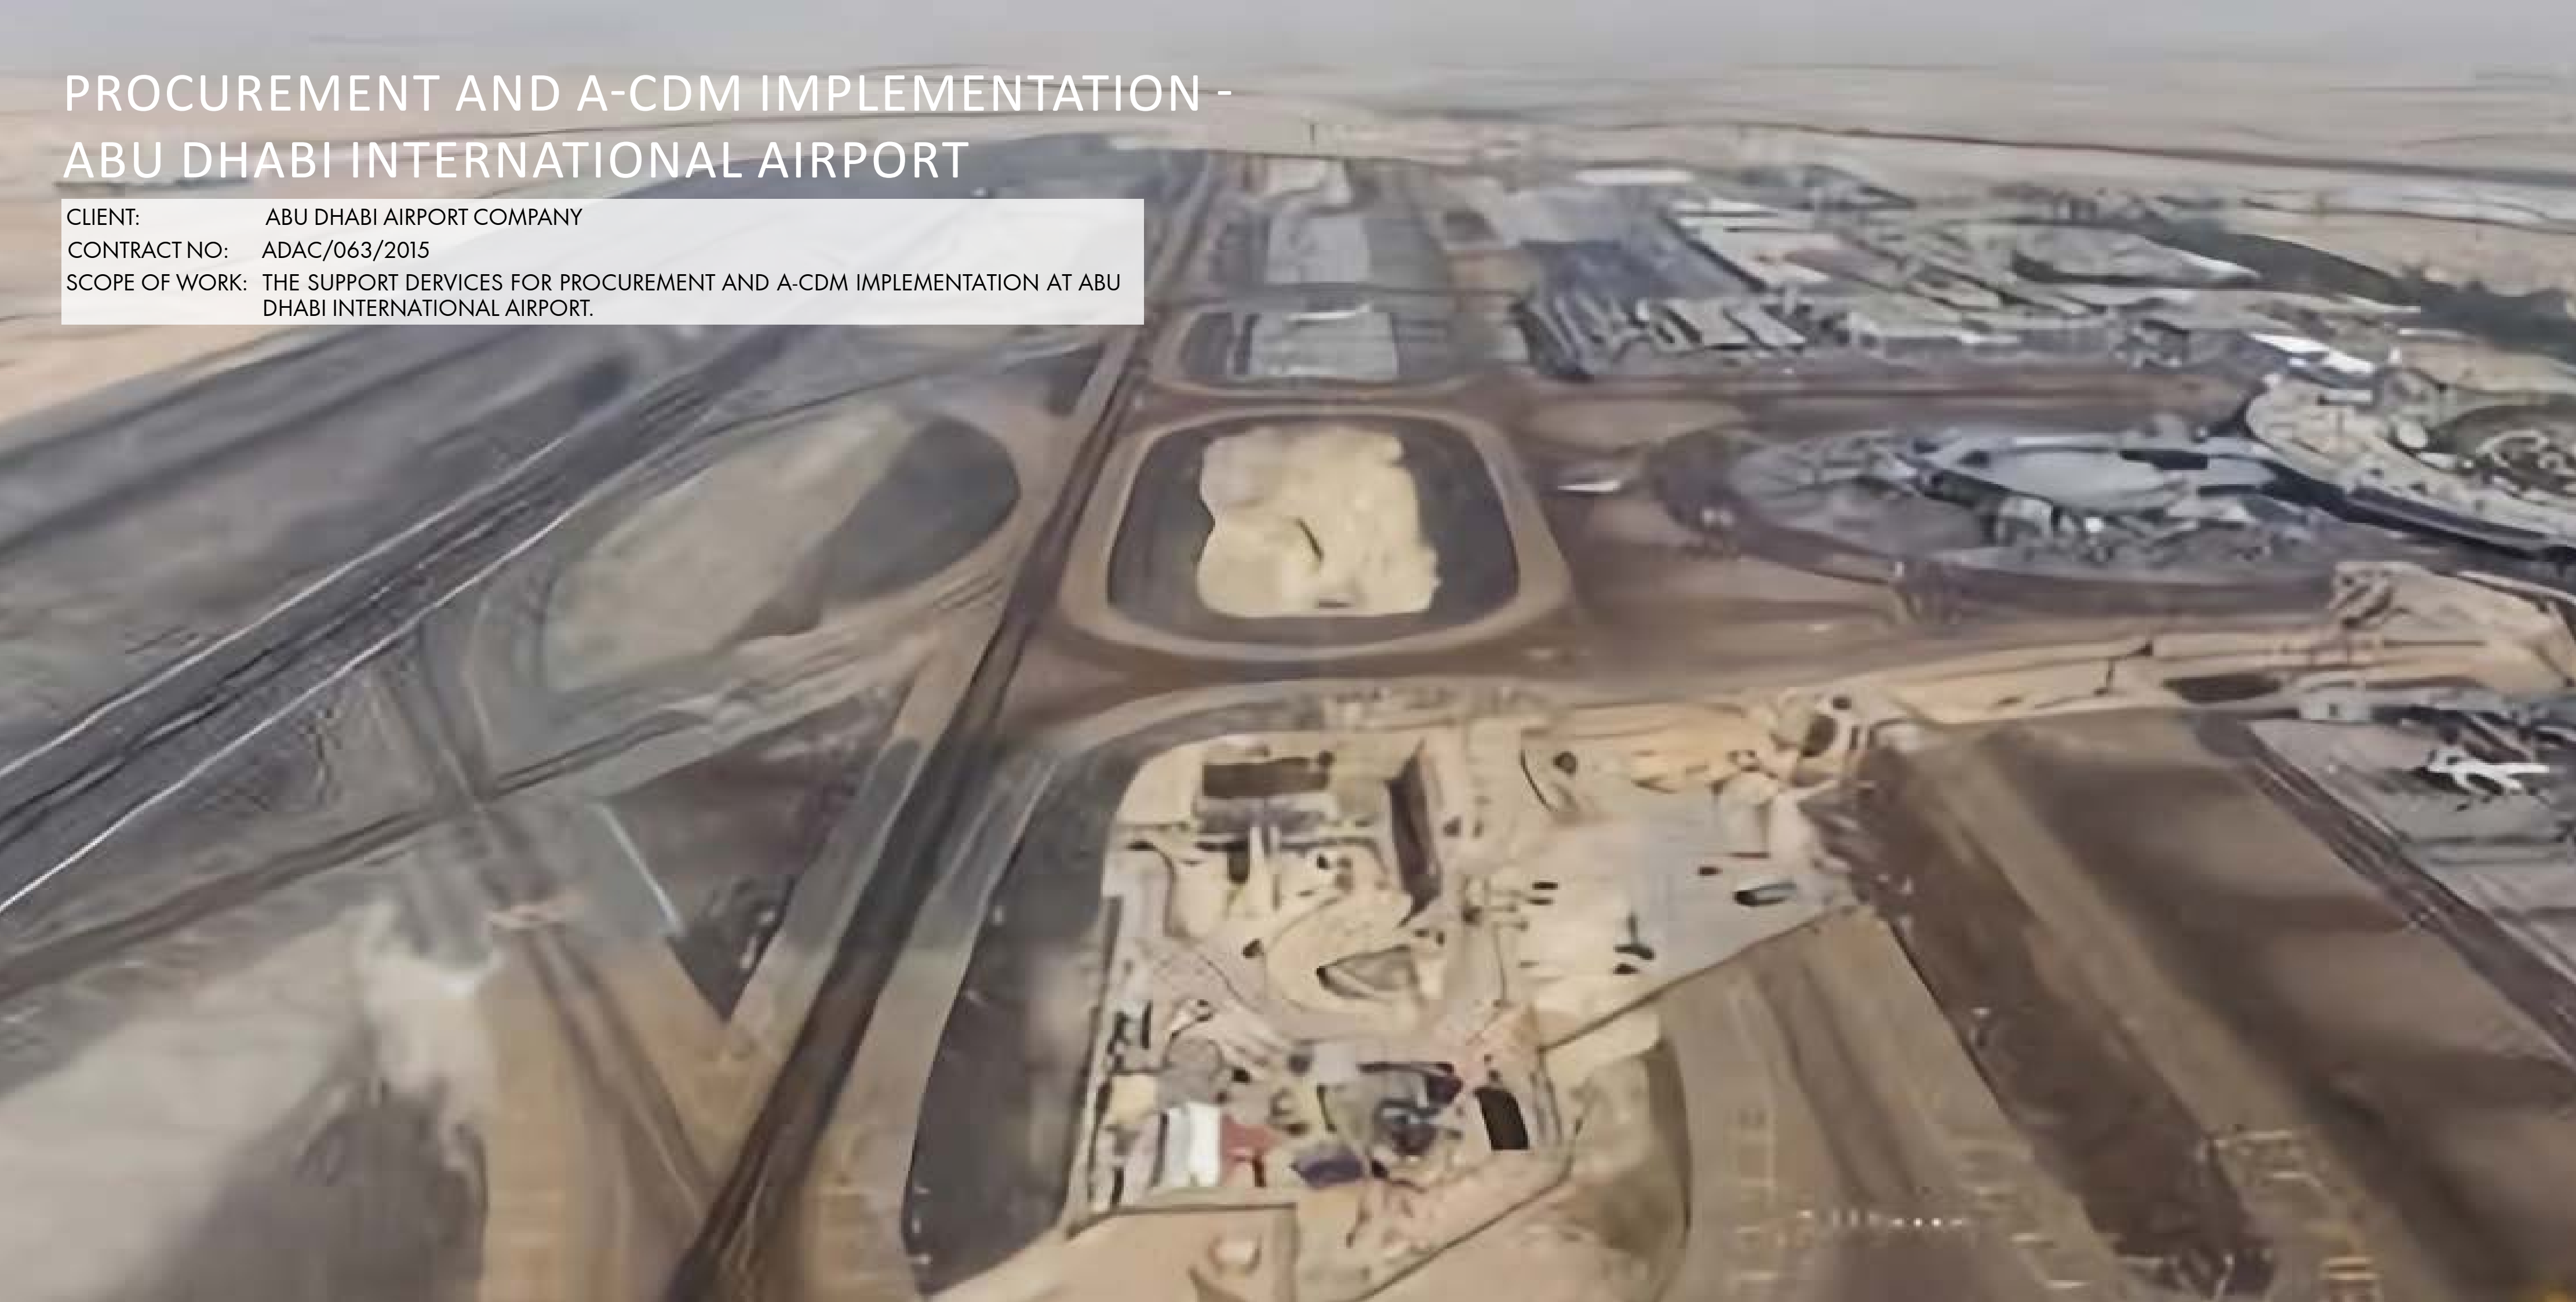 PROCUREMENT AND A-CDM IMPLEMENTATION -
ABU DHABI INTERNATIONAL AIRPORT
CLIENT: ABU DHABI AIRPORT COMPANY
CONTRACT NO: ADAC/063/2015
SCOPE OF WORK: THE SUPPORT DERVICES FOR PROCUREMENT AND A-CDM IMPLEMENTATION AT ABU
DHABI INTERNATIONAL AIRPORT.